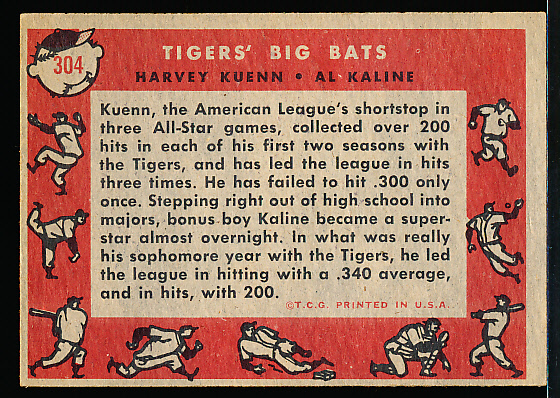 304
TIGERS' BIG BATS
HARVEY KUENN • AL KALINE
Kuenn, the American League's shortstop in
three All-Star games, collected over 200
hits in each of his first two seasons with
the Tigers, and has led the league in hits
three times. He has failed to hit .300 only
once. Stepping right out of high school into
majors, bonus boy Kaline became a super-
star almost overnight. In what was really
his sophomore year with the Tigers, he led
the league in hitting with a .340 average,
and in hits, with 200.
©T.C.G. PRINTED IN U.S.A.